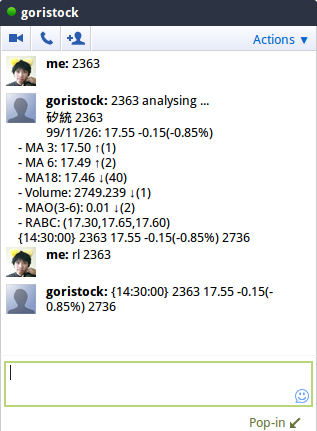 goristock
Actions ▼
me: 2363
goristock: 2363 analysing ...
矽統 2363
99/11/26: 17.55 -0.15(-0.85%)
- MA 3: 17.50 ↑(1)
- MA 6: 17.49 ↑(2)
- MA18: 17.46 ↓(40)
- Volume: 2749.239 ↓(1)
- MAO(3-6): 0.01 ↓(2)
- RABC: (17.30,17.65,17.60)
{14:30:00} 2363 17.55 -0.15(-0.85%) 2736
me: rl 2363
goristock: {14:30:00} 2363 17.55 -0.15(-
0.85%) 2736
Pop-in